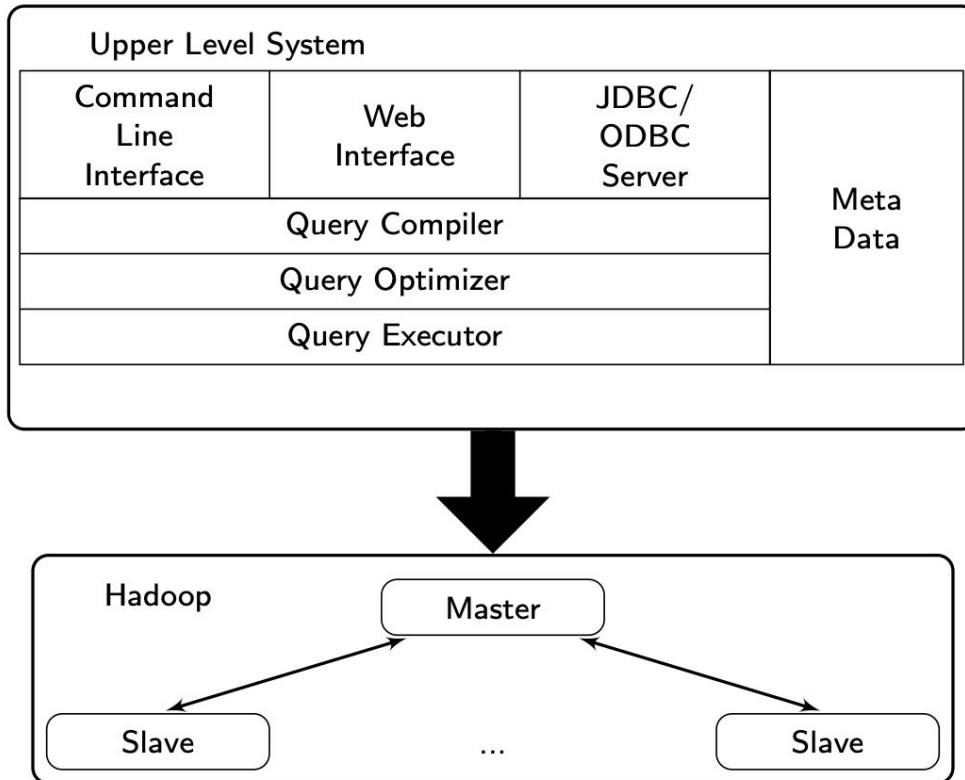 Upper Level System
Command
Line
Interface
Web
Interface
JDBC/
ODBC
Server
Meta
Data
Query Compiler
Query Optimizer
Query Executor
Hadoop
Master
Slave
...
Slave